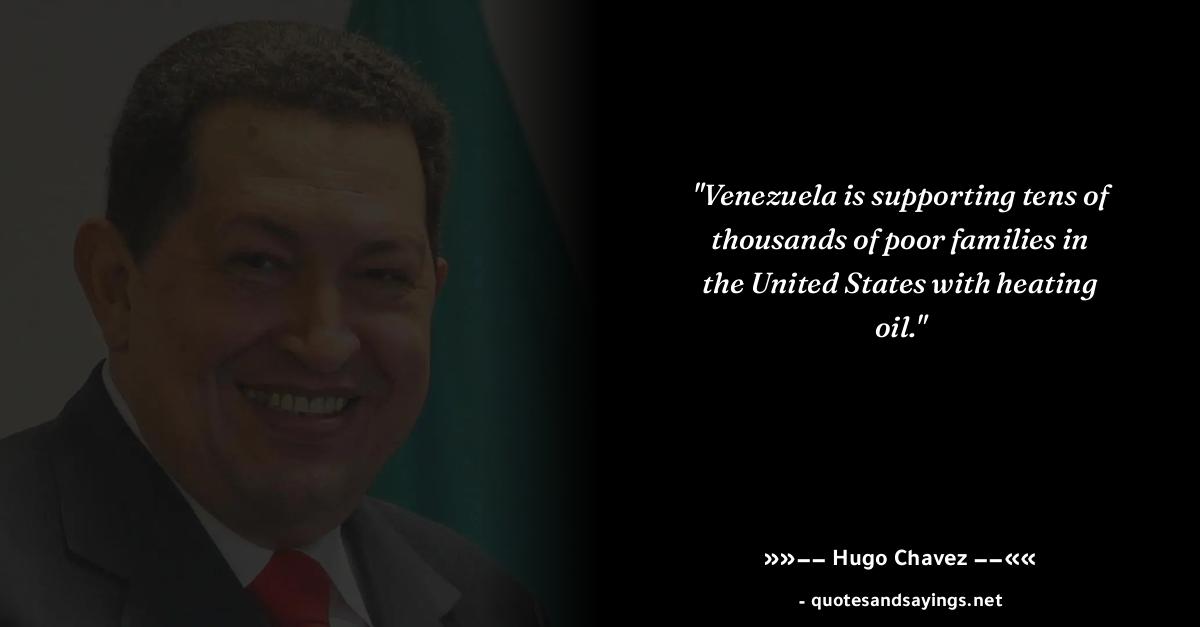 "Venezuela is supporting tens of
thousands of poor families in
the United States with heating
oil."
»»−− Hugo Chavez −−««
- quotesandsayings.net